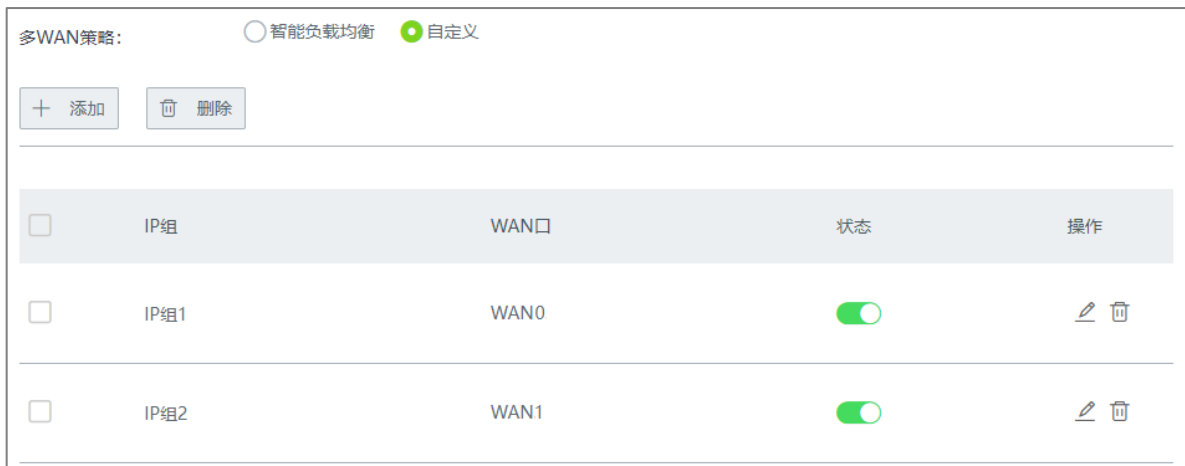 多WAN策略: 智能负载均衡 自定义
添加 删除
IP组 WAN口 状态 操作
IP组1 WAN0
IP组2 WAN1